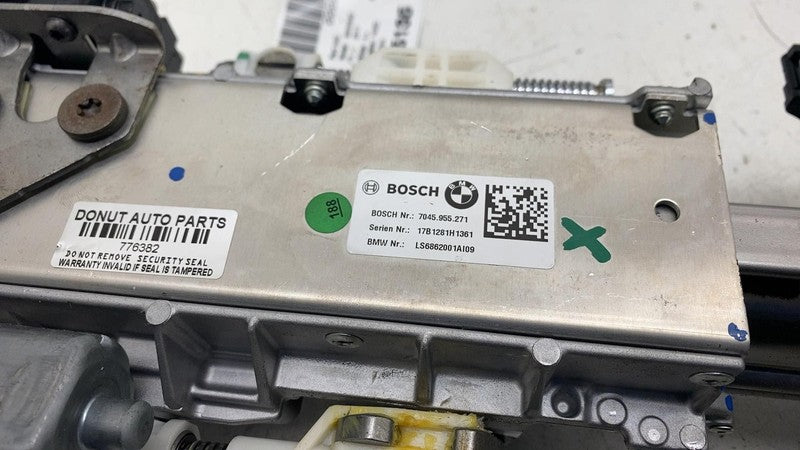 BOSCH BMW
BOSCH Nr.: 7045.955.271
Serien Nr.: 17B1281H1361
BMW Nr.: LS6862001AI09
188
DONUT AUTO PARTS
776382
DO NOT REMOVE SECURITY SEAL
WARRANTY INVALID IF SEAL IS TAMPERED